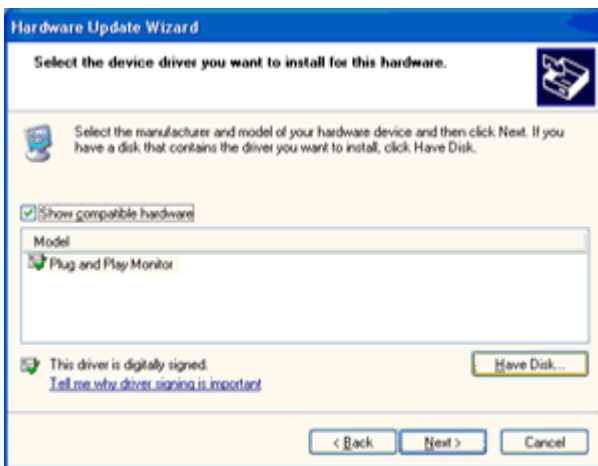 Hardware Update Wizard
Select the device driver you want to install for this hardware.
Select the manufacturer and model of your hardware device and then click Next. If you
have a disk that contains the driver you want to install, click Have Disk.
Show compatible hardware
Model
Plug and Play Monitor
This driver is digitally signed.
Have Disk...
Tell me why driver signing is important
< Back
Next >
Cancel